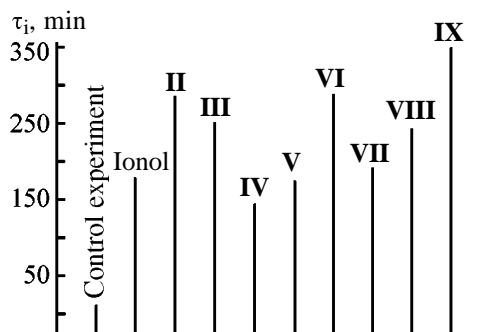 τi, min
350
250
150
50
Control experiment
Ionol
II
III
IV
V
VI
VII
VIII
IX